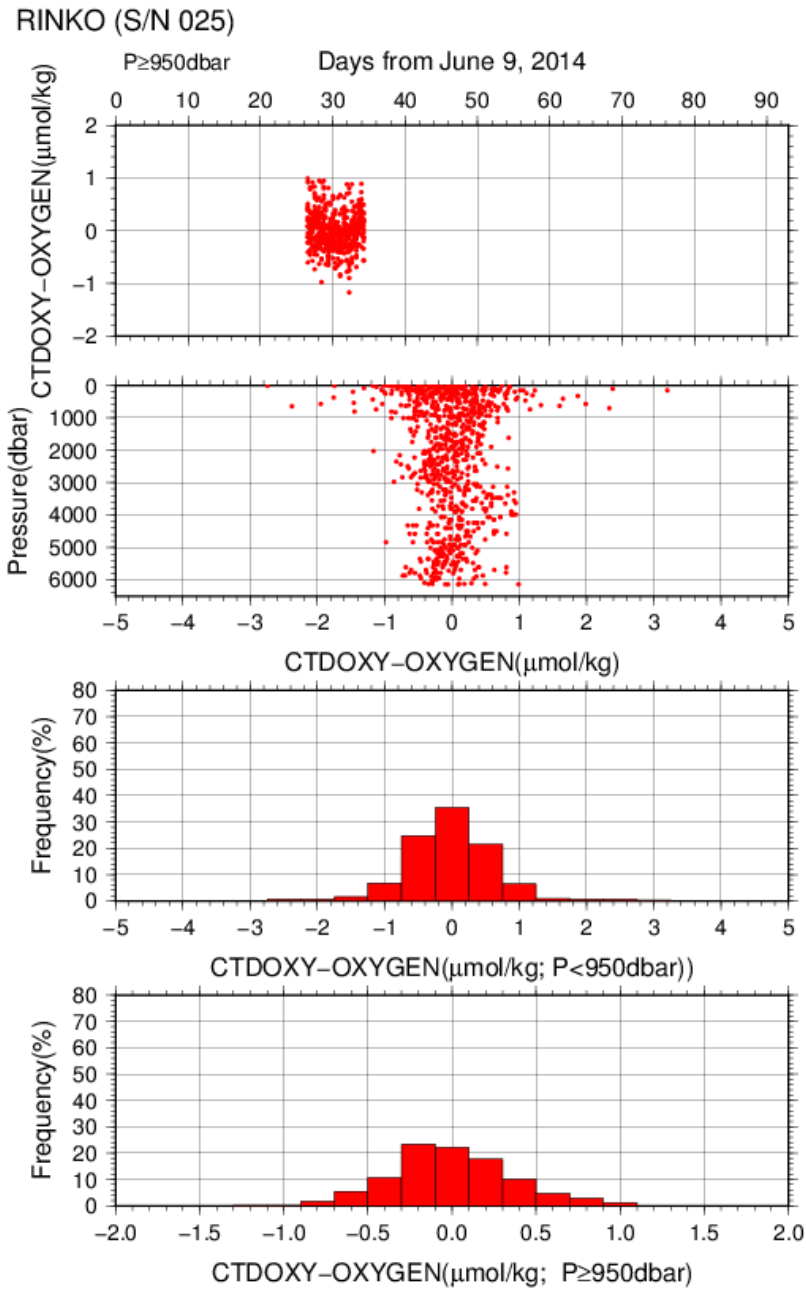 RINKO (S/N 025)
P≥950dbar Days from June 9, 2014
0 10 20 30 40 50 60 70 80 90
CTDOXY−OXYGEN(μmol/kg)
2
1
0
−1
−2
Pressure(dbar)
0
1000
2000
3000
4000
5000
6000
−5 −4 −3 −2 −1 0 1 2 3 4 5
CTDOXY−OXYGEN(μmol/kg)
Frequency(%)
80
70
60
50
40
30
20
10
0
−5 −4 −3 −2 −1 0 1 2 3 4 5
CTDOXY−OXYGEN(μmol/kg; P<950dbar))
Frequency(%)
80
70
60
50
40
30
20
10
0
−2.0 −1.5 −1.0 −0.5 0.0 0.5 1.0 1.5 2.0
CTDOXY−OXYGEN(μmol/kg; P≥950dbar)